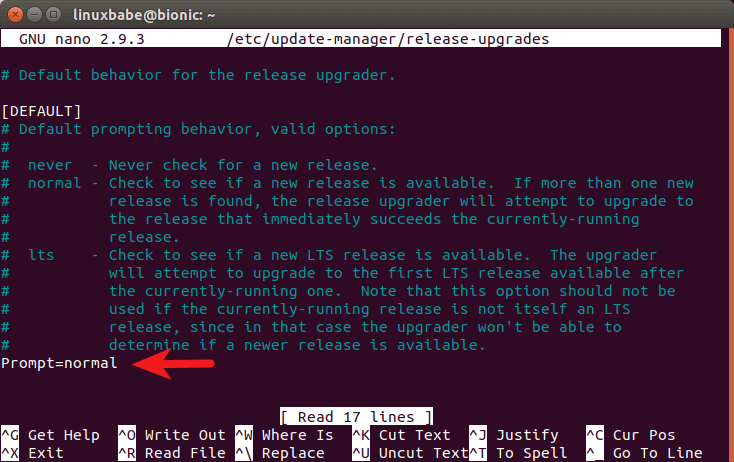 linuxbabe@bionic: ~
GNU nano 2.9.3 /etc/update-manager/release-upgrades
# Default behavior for the release upgrader.
[DEFAULT]
# Default prompting behavior, valid options:
#
#  never  - Never check for a new release.
#  normal - Check to see if a new release is available.  If more than one new
#           release is found, the release upgrader will attempt to upgrade to
#           the release that immediately succeeds the currently-running
#           release.
#  lts    - Check to see if a new LTS release is available.  The upgrader
#           will attempt to upgrade to the first LTS release available after
#           the currently-running one.  Note that this option should not be
#           used if the currently-running release is not itself an LTS
#           release, since in that case the upgrader won't be able to
#           determine if a newer release is available.
Prompt=normal
[ Read 17 lines ]
^G Get Help ^O Write Out ^W Where Is ^K Cut Text ^J Justify ^C Cur Pos
^X Exit ^R Read File ^\ Replace ^U Uncut Text ^T To Spell ^_ Go To Line